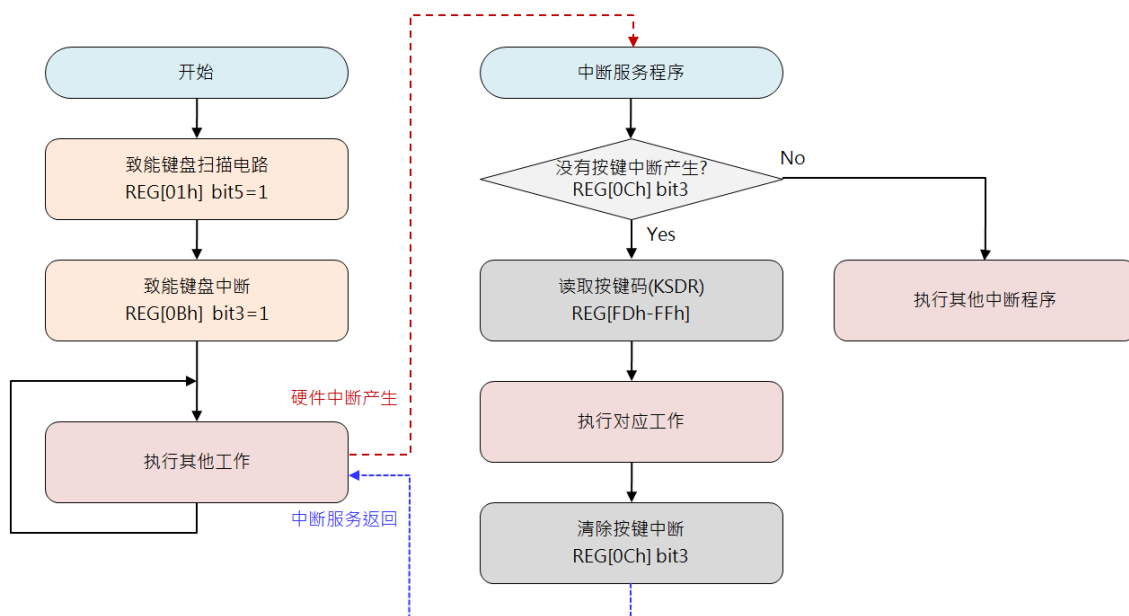 开始
致能键盘扫描电路
REG[01h] bit5=1
致能键盘中断
REG[0Bh] bit3=1
硬件中断产生
执行其他工作
中断服务返回
中断服务程序
没有按键中断产生?
REG[0Ch] bit3
No
Yes
读取按键码(KSDR)
REG[FDh-FFh]
执行其他中断程序
执行对应工作
清除按键中断
REG[0Ch] bit3